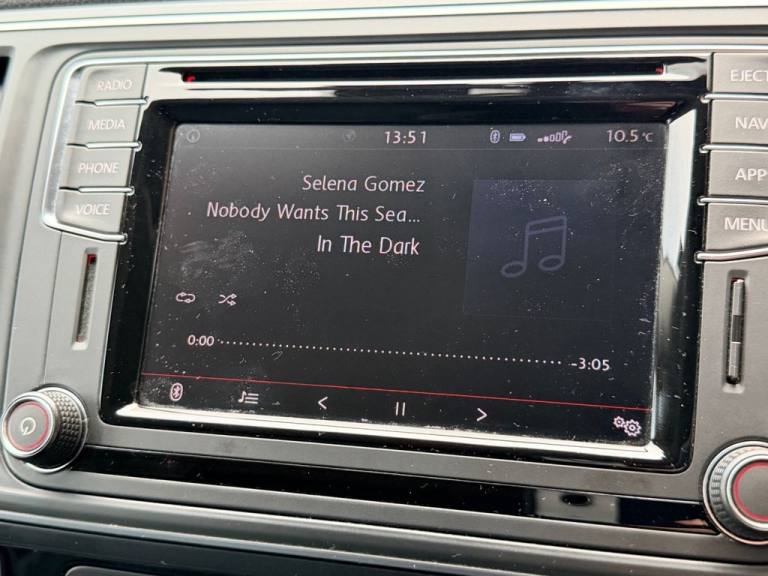 RADIO
MEDIA
PHONE
VOICE
13:51
10.5 °C
Selena Gomez
Nobody Wants This Sea...
In The Dark
0:00
-3:05
EJECT
NAV
APP
MENU